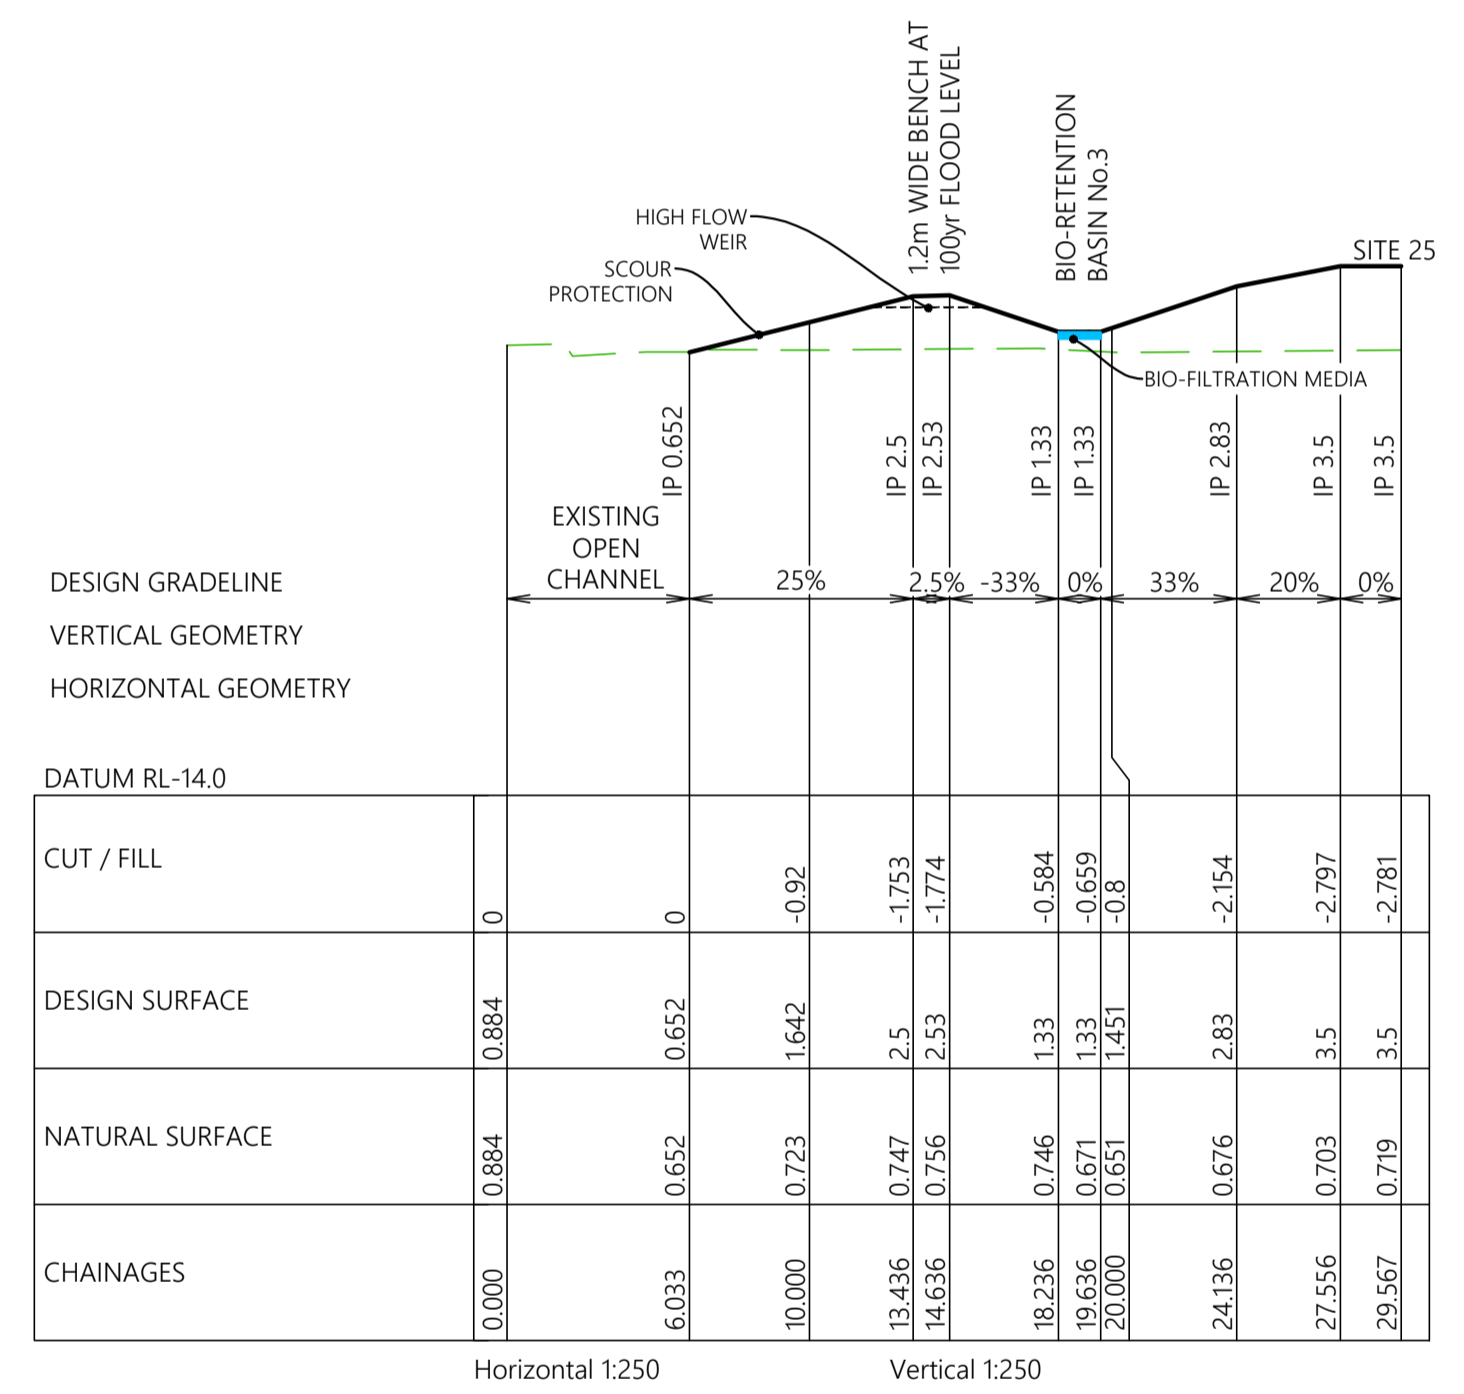 1.2m WIDE BENCH AT
100yr FLOOD LEVEL
BIO-RETENTION
BASIN No.3
HIGH FLOW
WEIR
SCOUR
PROTECTION
SITE 25
BIO-FILTRATION MEDIA
IP 0.652
IP 2.5
IP 2.53
IP 1.33
IP 1.33
IP 2.83
IP 3.5
IP 3.5
EXISTING
OPEN
CHANNEL
DESIGN GRADELINE 25% 2.5% -33% 0% 33% 20% 0%
VERTICAL GEOMETRY
HORIZONTAL GEOMETRY
DATUM RL-14.0
CUT / FILL 0 0 -0.92 -1.753 -1.774 -0.584 -0.659 -0.8 -2.154 -2.797 -2.781
DESIGN SURFACE 0.884 0.652 1.642 2.5 2.53 1.33 1.33 1.451 2.83 3.5 3.5
NATURAL SURFACE 0.884 0.652 0.723 0.747 0.756 0.746 0.671 0.651 0.676 0.703 0.719
CHAINAGES 0.000 6.033 10.000 13.436 14.636 18.236 19.636 20.000 24.136 27.556 29.567
Horizontal 1:250 Vertical 1:250